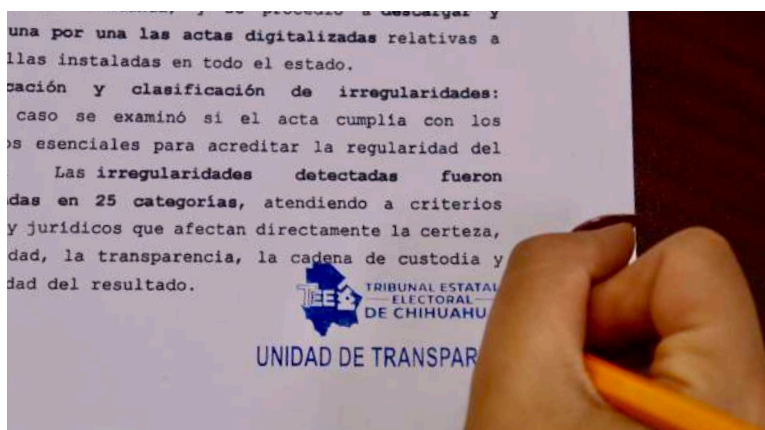 descargar y
una por una las actas digitalizadas relativas a
llas instaladas en todo el estado.
cación y clasificación de irregularidades:
caso se examinó si el acta cumplía con los
os esenciales para acreditar la regularidad del
Las irregularidades detectadas fueron
das en 25 categorías, atendiendo a criterios
y jurídicos que afectan directamente la certeza,
dad, la transparencia, la cadena de custodia y
dad del resultado.
TEE
TRIBUNAL ESTATAL
ELECTORAL
DE CHIHUAHU
UNIDAD DE TRANSPAR